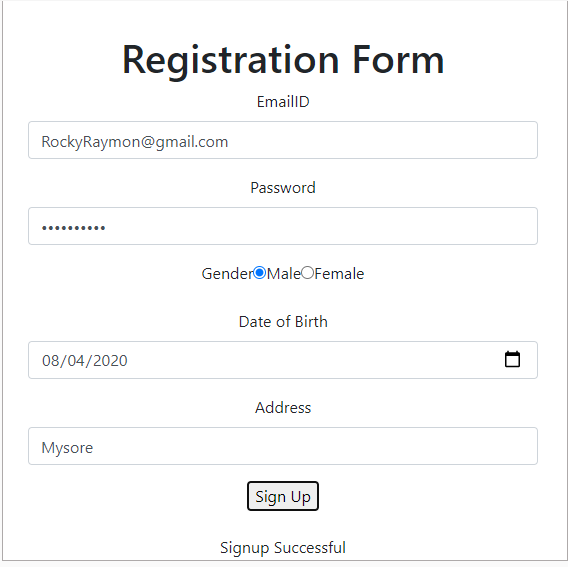 Registration Form
EmailID
RockyRaymon@gmail.com
Password
••••••••••
Gender Male Female
Date of Birth
08/04/2020
Address
Mysore
Sign Up
Signup Successful